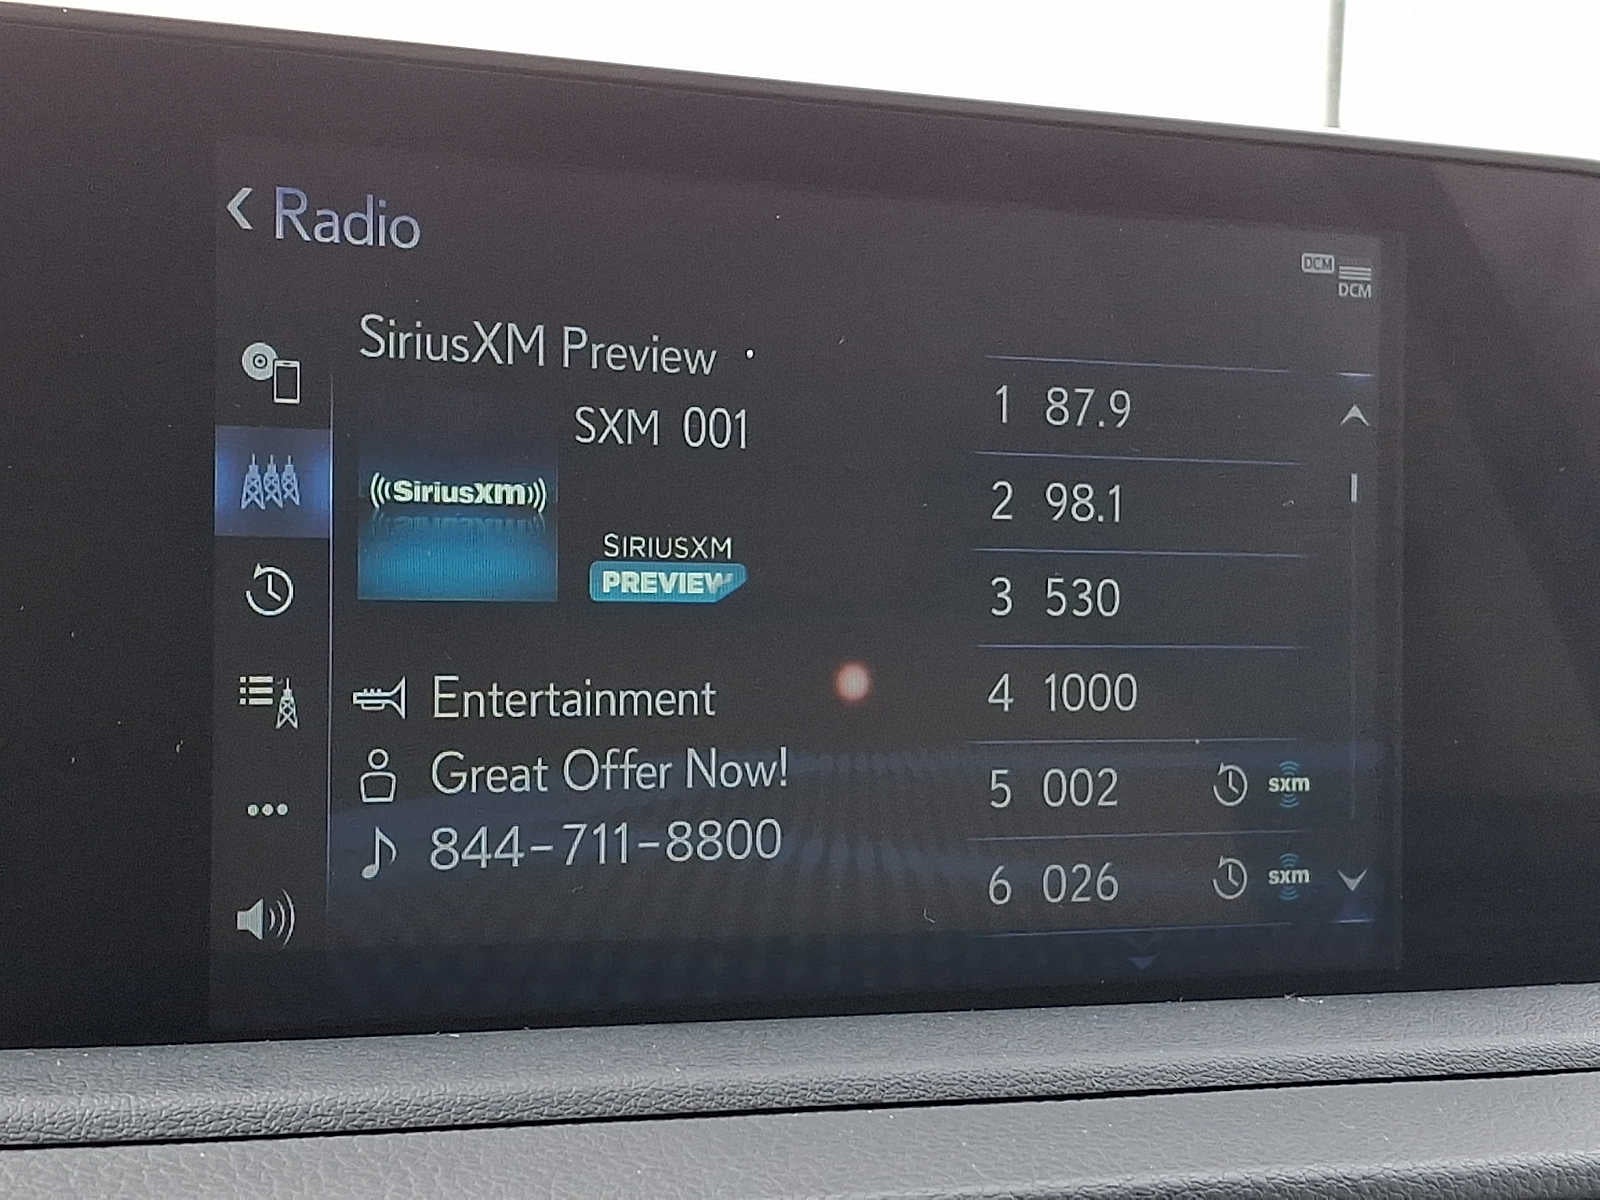 Radio
DCM
DCM
SiriusXM Preview
SXM 001
SiriusXM
SIRIUSXM
PREVIEW
Entertainment
Great Offer Now!
844-711-8800
1 87.9
2 98.1
3 530
4 1000
5 002 sxm
6 026 sxm